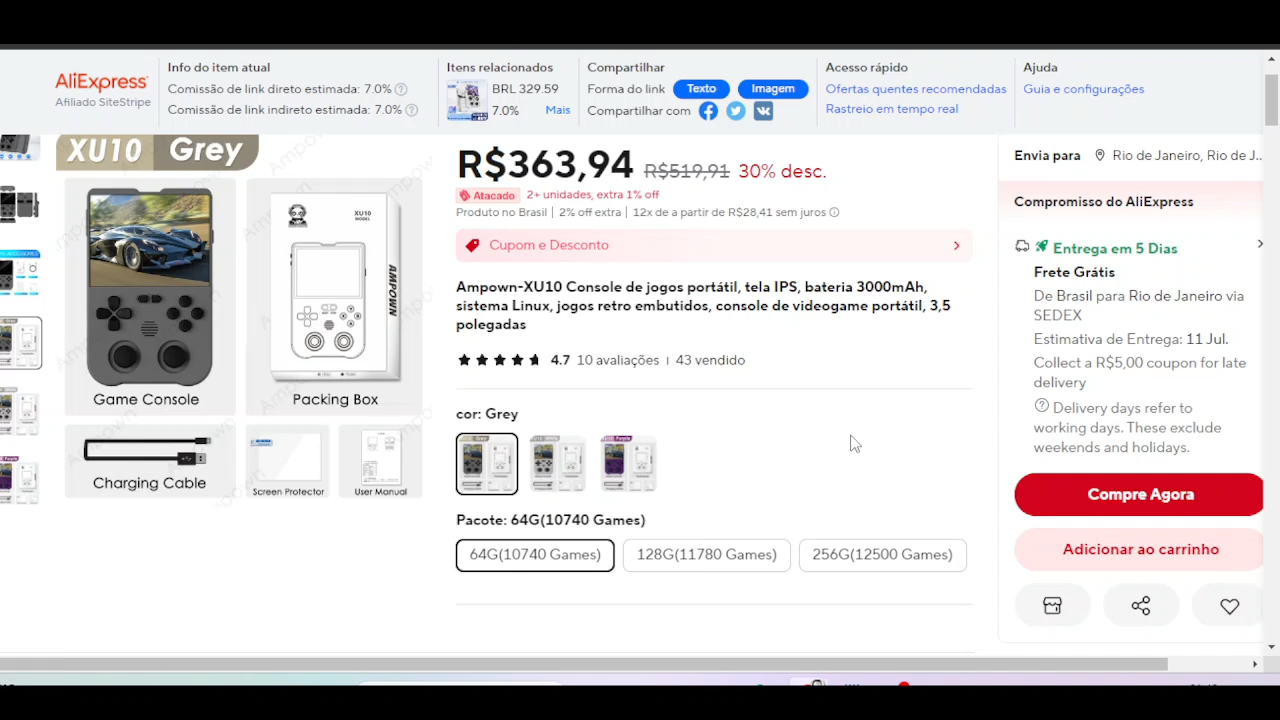 AliExpress
Afiliado SiteStripe
Info do item atual
Comissão de link direto estimada: 7.0%
Comissão de link indireto estimada: 7.0%
Itens relacionados
BRL 329.59
7.0% Mais
Compartilhar
Forma do link Texto Imagem
Compartilhar com
Acesso rápido
Ofertas quentes recomendadas
Rastreio em tempo real
Ajuda
Guia e configurações
XU10 Grey
XU10
MODEL
AMPOWN
Game Console
Packing Box
Charging Cable
Screen Protector
User Manual
R$363,94 R$519,91 30% desc.
Atacado 2+ unidades, extra 1% off
Produto no Brasil | 2% off extra | 12x de a partir de R$28,41 sem juros
Cupom e Desconto
Ampown-XU10 Console de jogos portátil, tela IPS, bateria 3000mAh,
sistema Linux, jogos retro embutidos, console de videogame portátil, 3,5
polegadas
4.7 10 avaliações | 43 vendido
cor: Grey
Pacote: 64G(10740 Games)
64G(10740 Games) 128G(11780 Games) 256G(12500 Games)
Envia para Rio de Janeiro, Rio de J...
Compromisso do AliExpress
Entrega em 5 Dias
Frete Grátis
De Brasil para Rio de Janeiro via
SEDEX
Estimativa de Entrega: 11 Jul.
Collect a R$5,00 coupon for late
delivery
Delivery days refer to
working days. These exclude
weekends and holidays.
Compre Agora
Adicionar ao carrinho